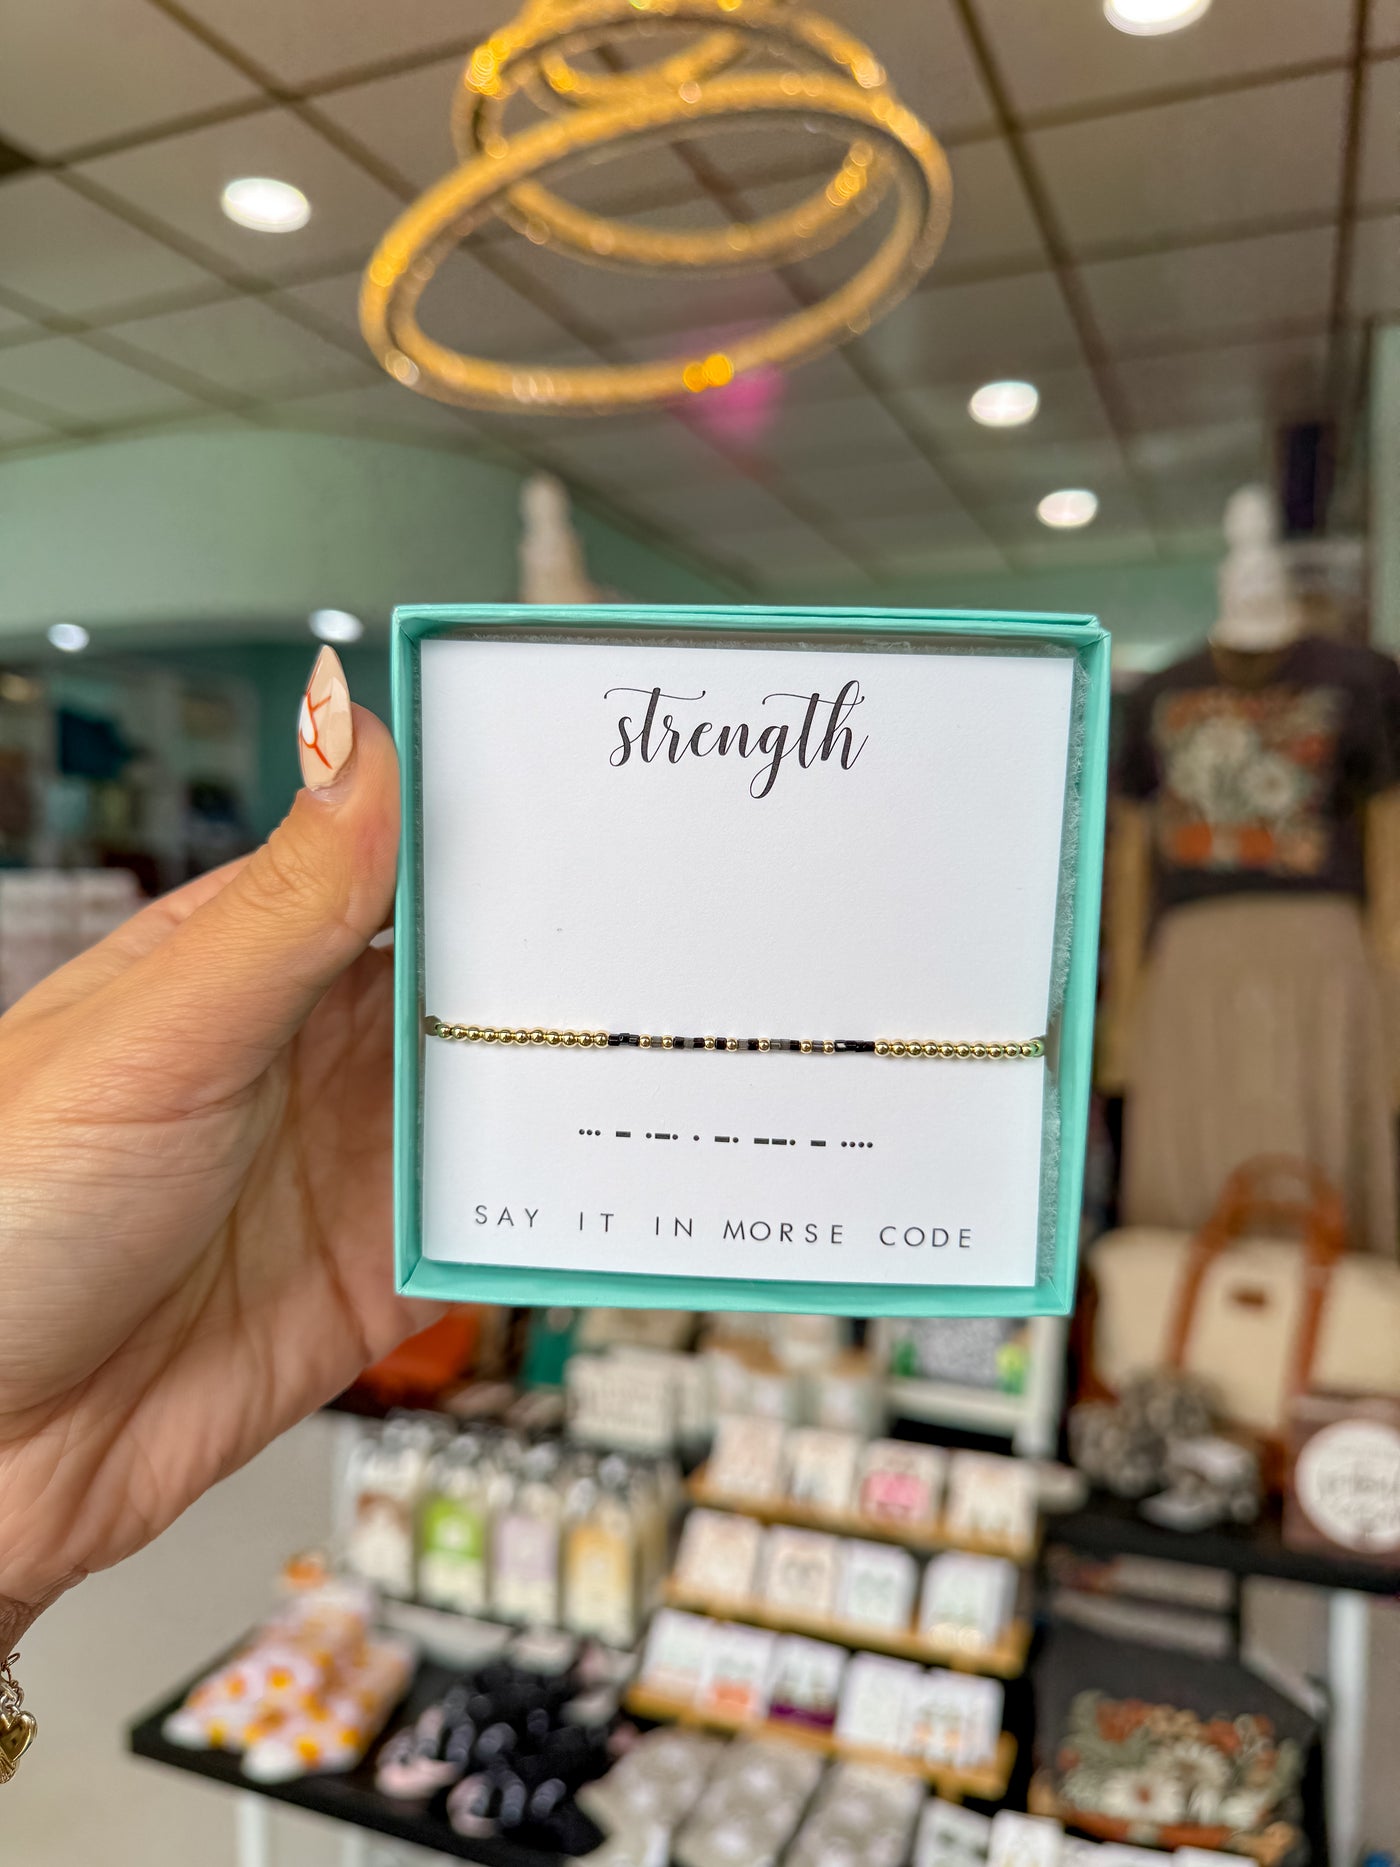 strength
••• – •–• • –• ––• – ••••
SAY IT IN MORSE CODE